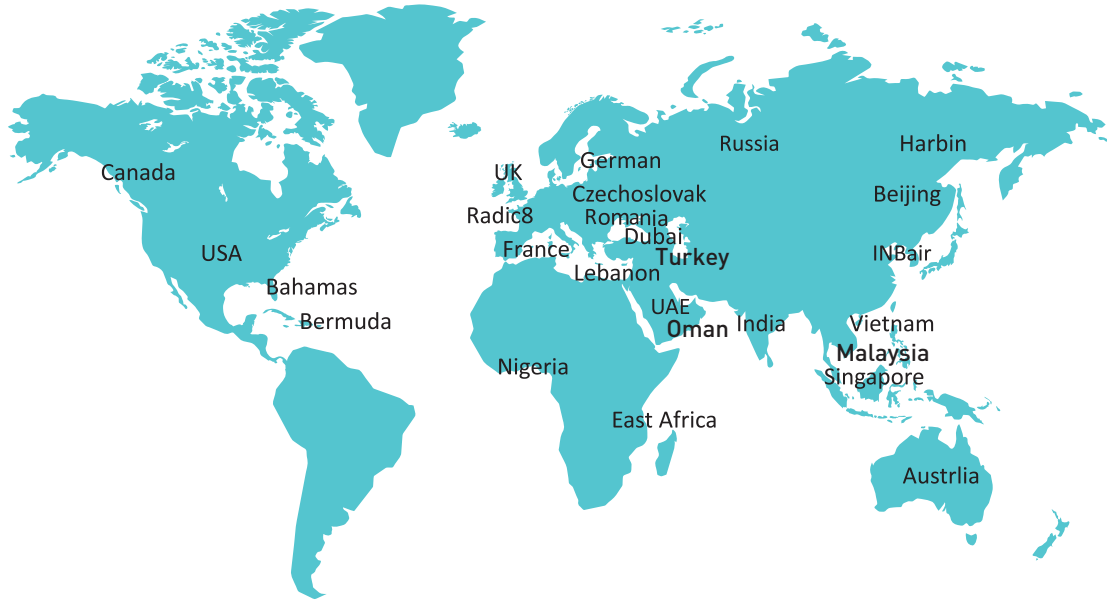 Canada
USA
Bahamas
Bermuda
UK
Radic8
France
German
Czechoslovak
Romania
Dubai
Turkey
Lebanon
UAE
Oman
India
Nigeria
East Africa
Russia
Harbin
Beijing
INBair
Vietnam
Malaysia
Singapore
Austrlia